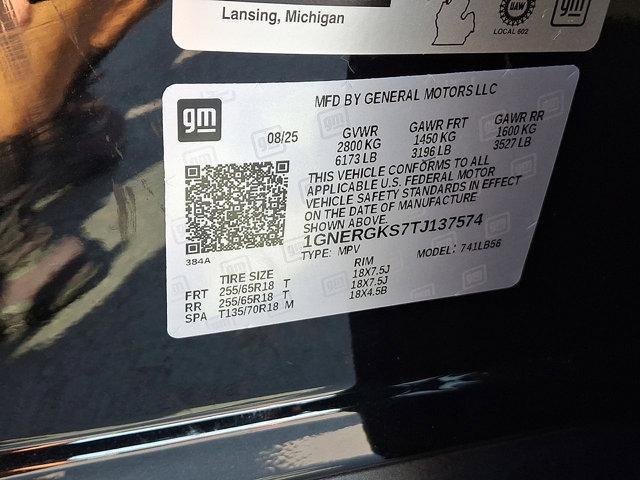 Lansing, Michigan
UAW
LOCAL 602
gm
gm
MFD BY GENERAL MOTORS LLC
08/25
GVWR
2800 KG
6173 LB
GAWR FRT
1450 KG
3196 LB
GAWR RR
1600 KG
3527 LB
THIS VEHICLE CONFORMS TO ALL
APPLICABLE U.S. FEDERAL MOTOR
VEHICLE SAFETY STANDARDS IN EFFECT
ON THE DATE OF MANUFACTURE
SHOWN ABOVE.
1GNERGKS7TJ137574
TYPE: MPV MODEL: 741LB56
384A
TIRE SIZE RIM
FRT 255/65R18 T 18X7.5J
RR 255/65R18 T 18X7.5J
SPA T135/70R18 M 18X4.5B